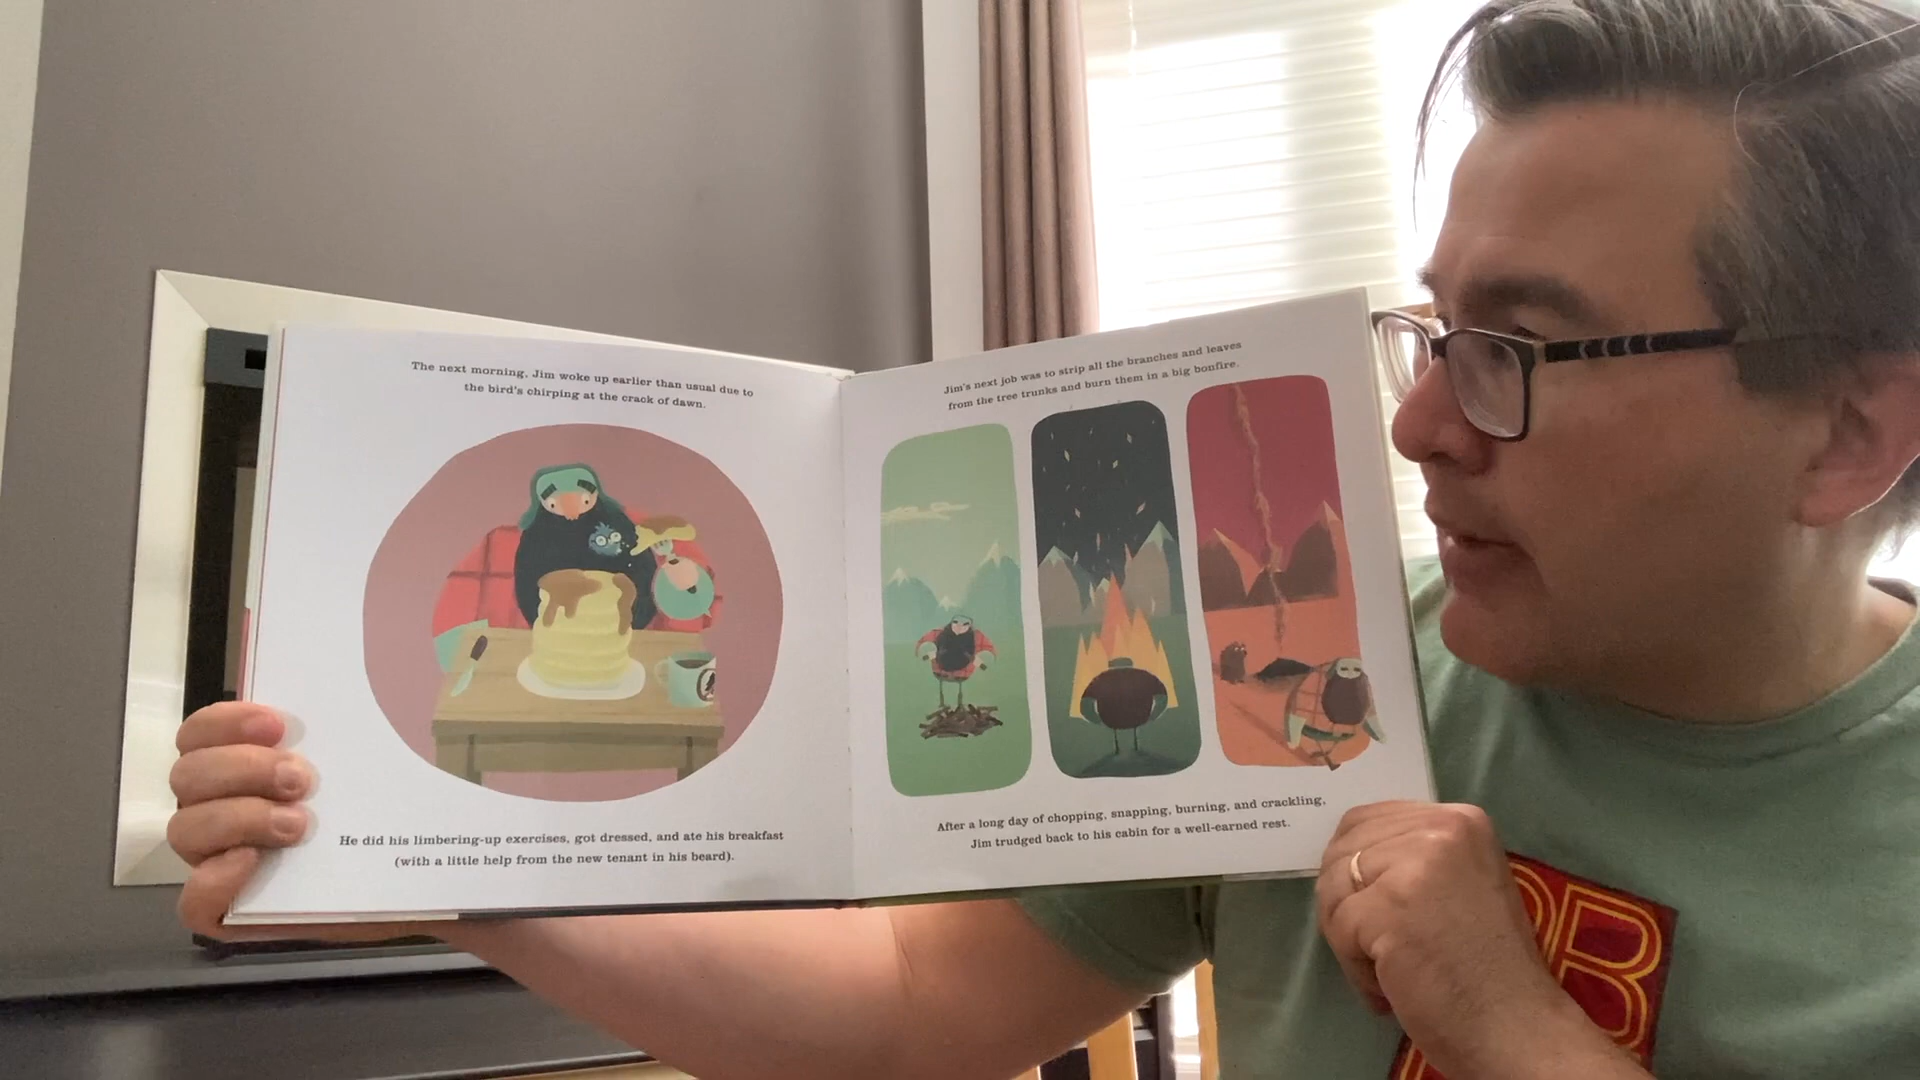 The next morning, Jim woke up earlier than usual due to
the bird's chirping at the crack of dawn.
He did his limbering-up exercises, got dressed, and ate his breakfast
(with a little help from the new tenant in his beard).
Jim's next job was to strip all the branches and leaves
from the tree trunks and burn them in a big bonfire.
After a long day of chopping, snapping, burning, and crackling,
Jim trudged back to his cabin for a well-earned rest.